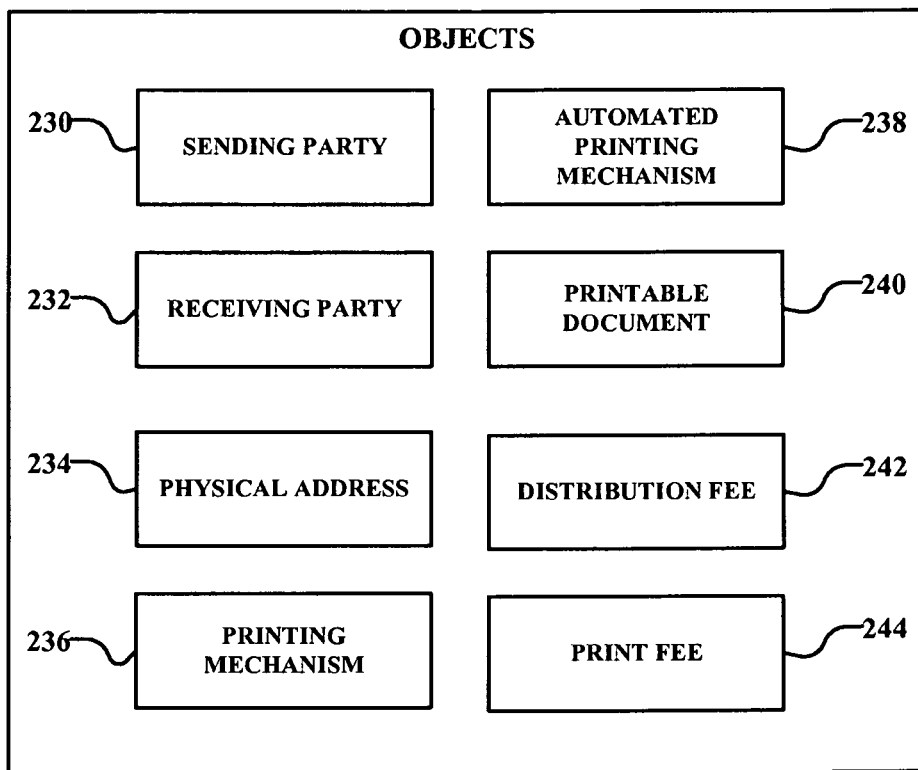 OBJECTS
230
SENDING PARTY
AUTOMATED
PRINTING
MECHANISM
238
232
RECEIVING PARTY
PRINTABLE
DOCUMENT
240
234
PHYSICAL ADDRESS
DISTRIBUTION FEE
242
236
PRINTING
MECHANISM
PRINT FEE
244